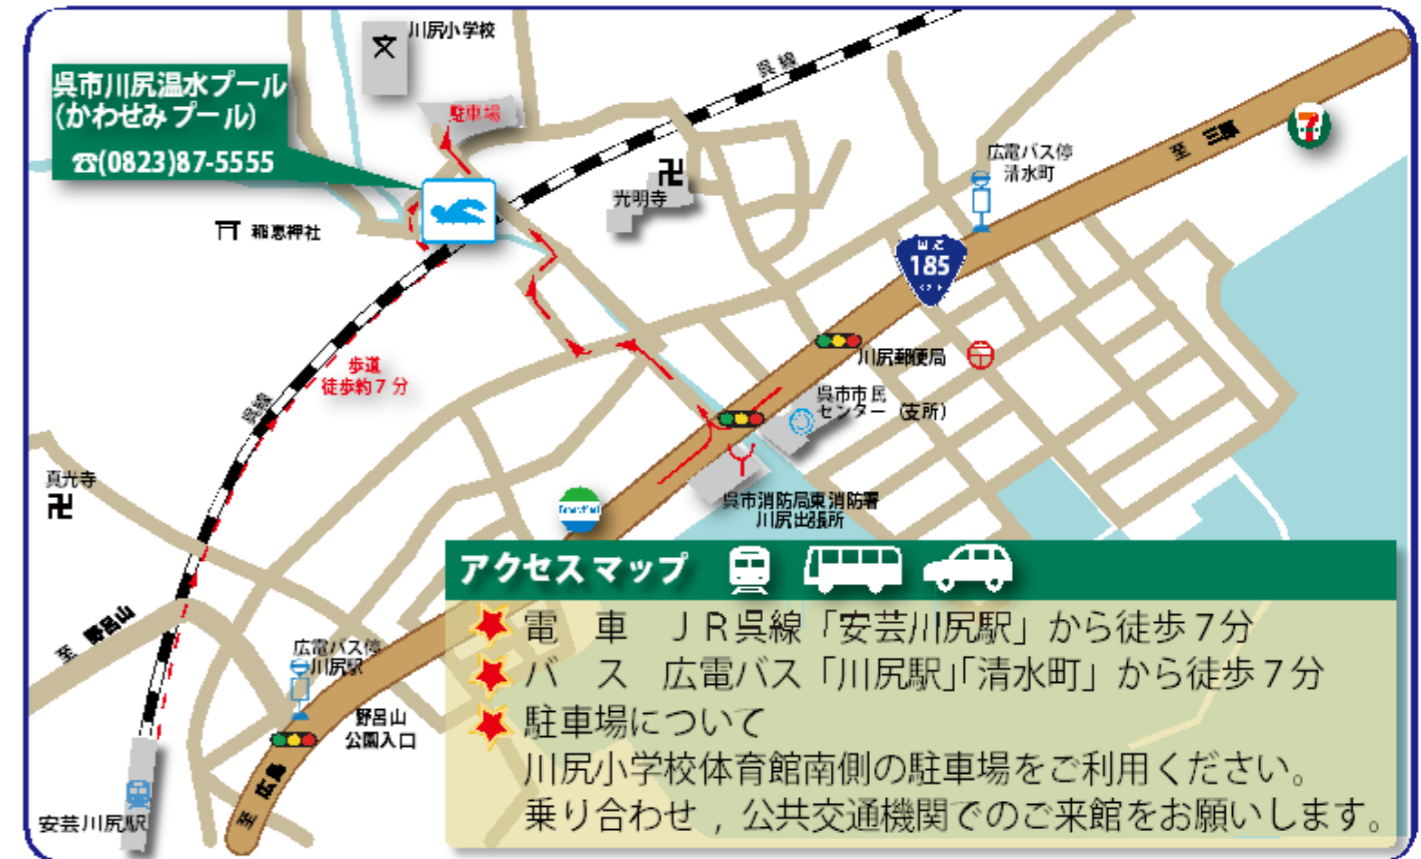 川尻小学校
文
呉市川尻温水プール
(かわせみプール)
☎(0823)87-5555
駐車場
呉線
7
至 三原
広電バス停
清水町
卍
光明寺
稲恵神社
国道
185
川尻郵便局
歩道
徒歩約7分
呉線
呉市市民
センター(支所)
真光寺
卍
呉市消防局東消防署
川尻出張所
至 野呂山
広電バス停
川尻駅
野呂山
公園入口
至 広島
安芸川尻駅
アクセスマップ
電 車 JR呉線「安芸川尻駅」から徒歩7分
バ ス 広電バス「川尻駅」「清水町」から徒歩7分
駐車場について
川尻小学校体育館南側の駐車場をご利用ください。
乗り合わせ,公共交通機関でのご来館をお願いします。